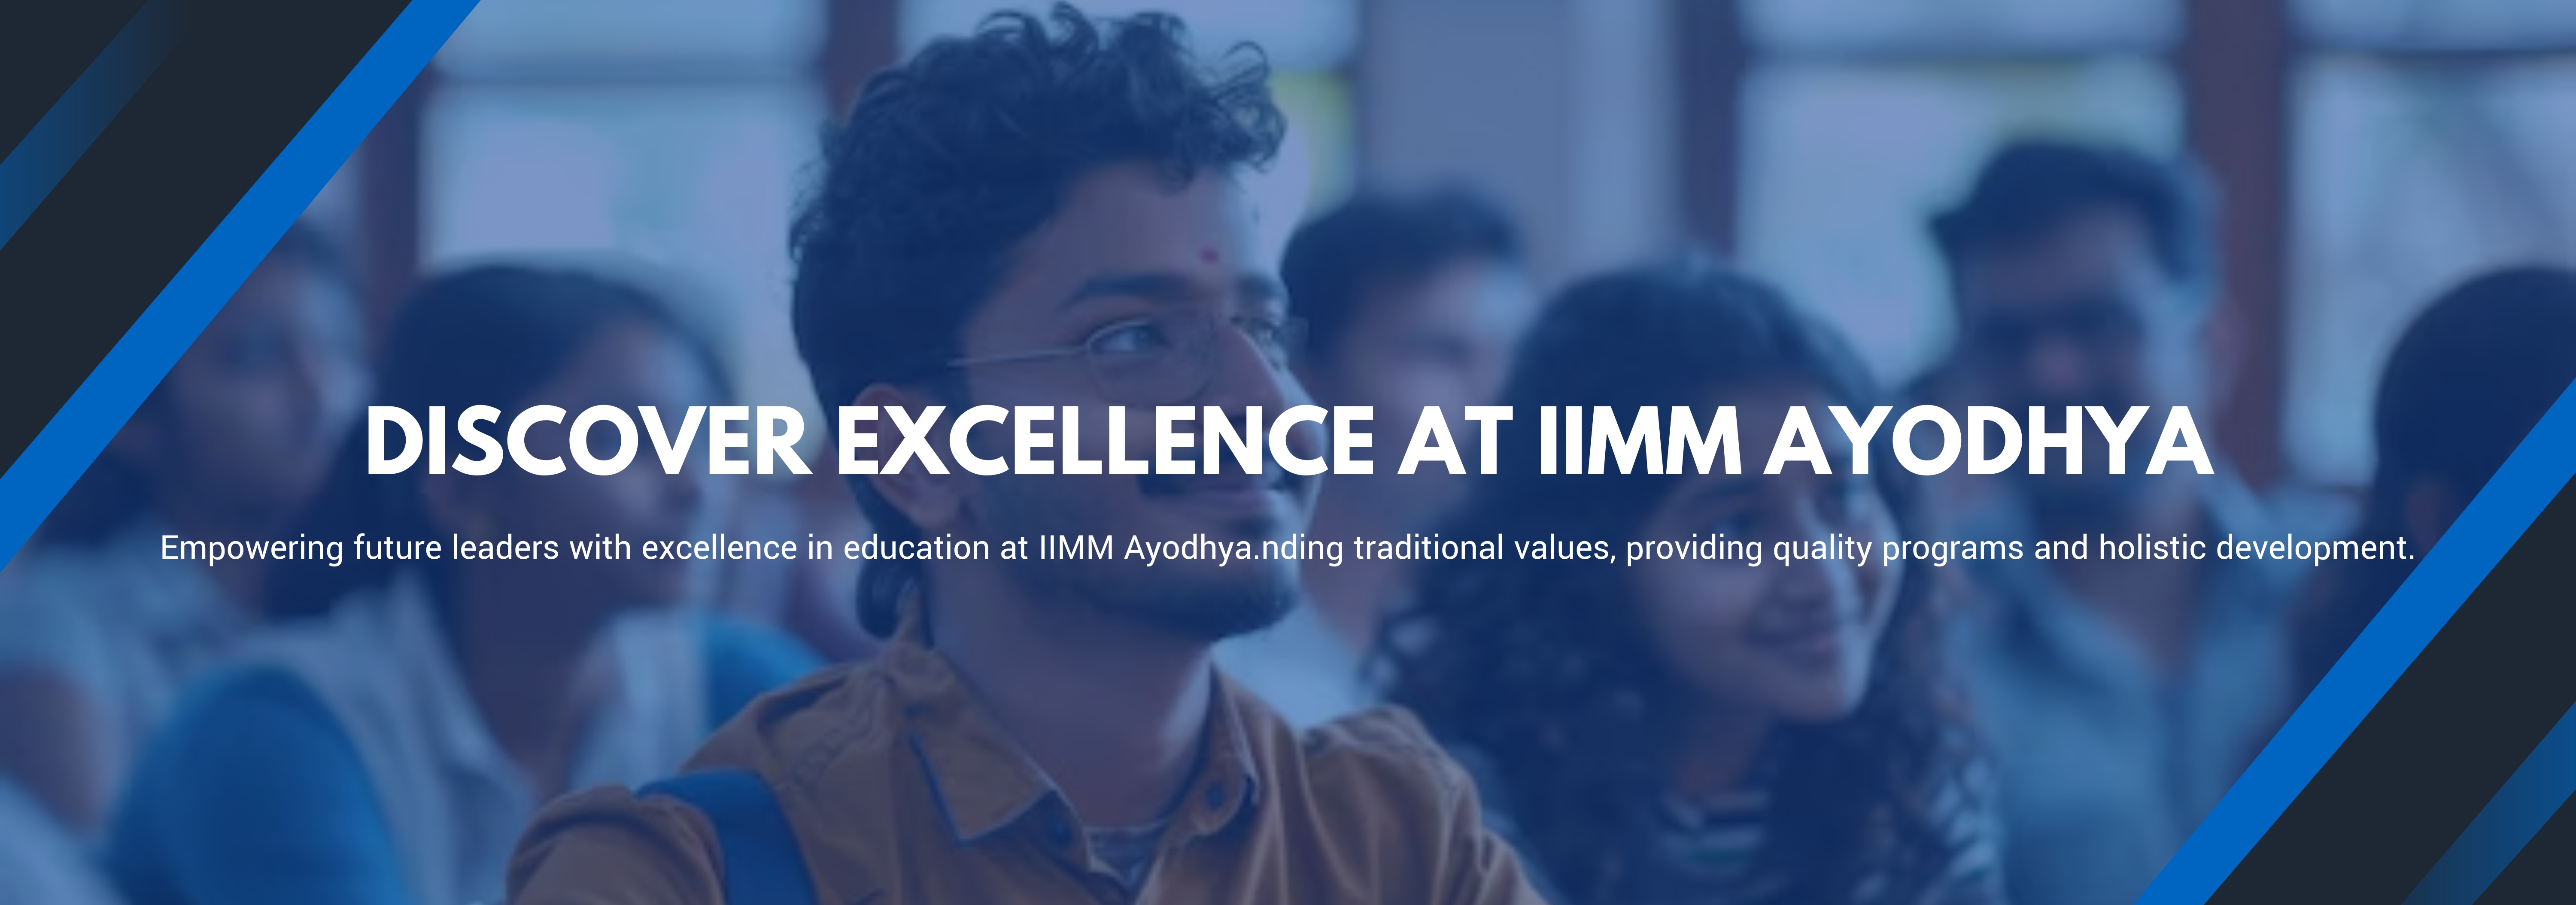 DISCOVER EXCELLENCE AT IIMM AYODHYA
Empowering future leaders with excellence in education at IIMM Ayodhya.nding traditional values, providing quality programs and holistic development.